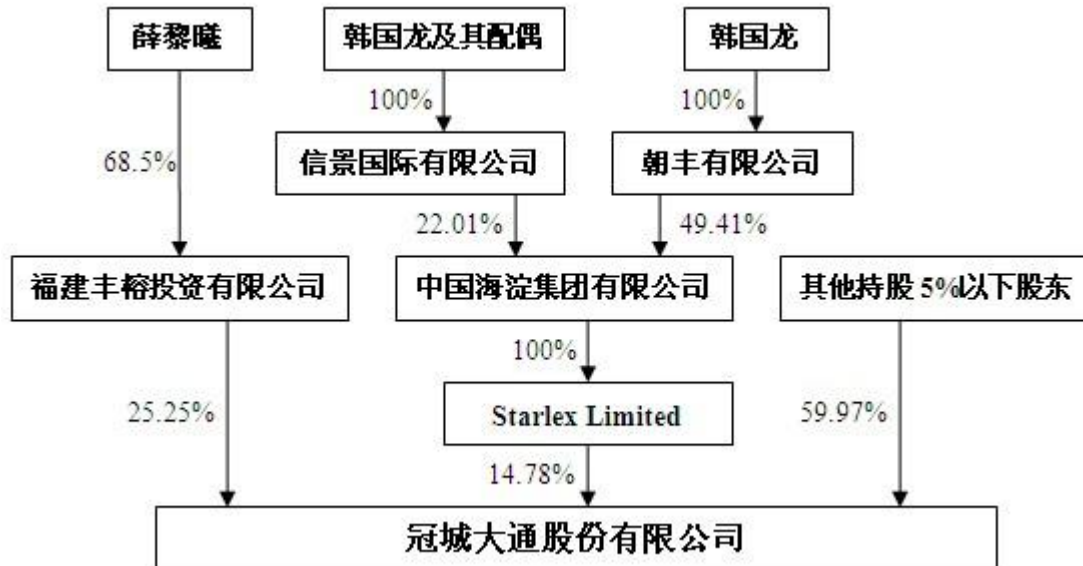 薛黎曦
韩国龙及其配偶
韩国龙
100%
100%
68.5%
信景国际有限公司
朝丰有限公司
22.01%
49.41%
福建丰榕投资有限公司
中国海淀集团有限公司
其他持股 5%以下股东
100%
25.25%
Starlex Limited
59.97%
14.78%
冠城大通股份有限公司